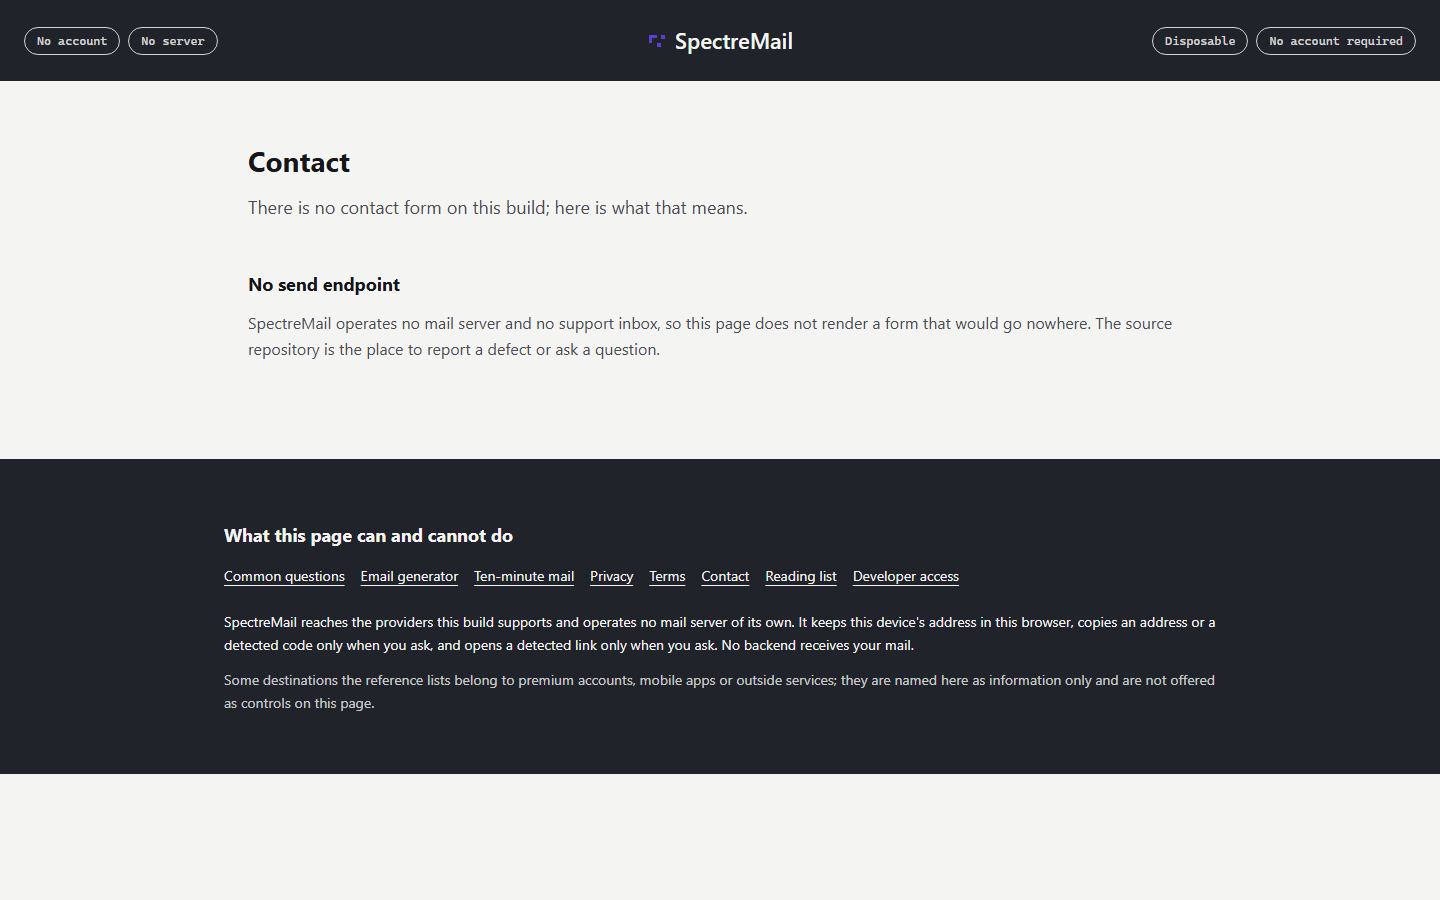 No account
No server
SpectreMail
Disposable
No account required
Contact
There is no contact form on this build; here is what that means.
No send endpoint
SpectreMail operates no mail server and no support inbox, so this page does not render a form that would go nowhere. The source
repository is the place to report a defect or ask a question.
What this page can and cannot do
Common questions Email generator Ten-minute mail Privacy Terms Contact Reading list Developer access
SpectreMail reaches the providers this build supports and operates no mail server of its own. It keeps this device's address in this browser, copies an address or a
detected code only when you ask, and opens a detected link only when you ask. No backend receives your mail.
Some destinations the reference lists belong to premium accounts, mobile apps or outside services; they are named here as information only and are not offered
as controls on this page.